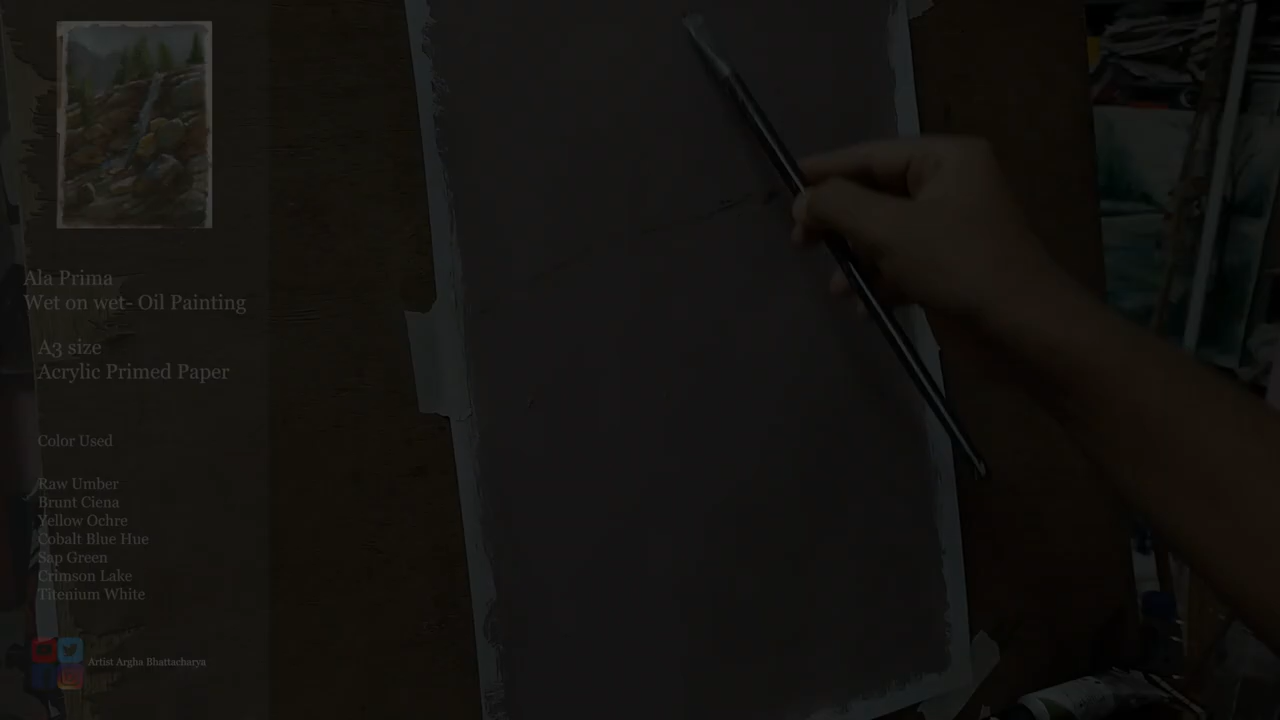 Ala Prima
Wet on wet- Oil Painting
A3 size
Acrylic Primed Paper
Color Used
Raw Umber
Brunt Ciena
Yellow Ochre
Cobalt Blue Hue
Sap Green
Crimson Lake
Titenium White
Artist Argha Bhattacharya